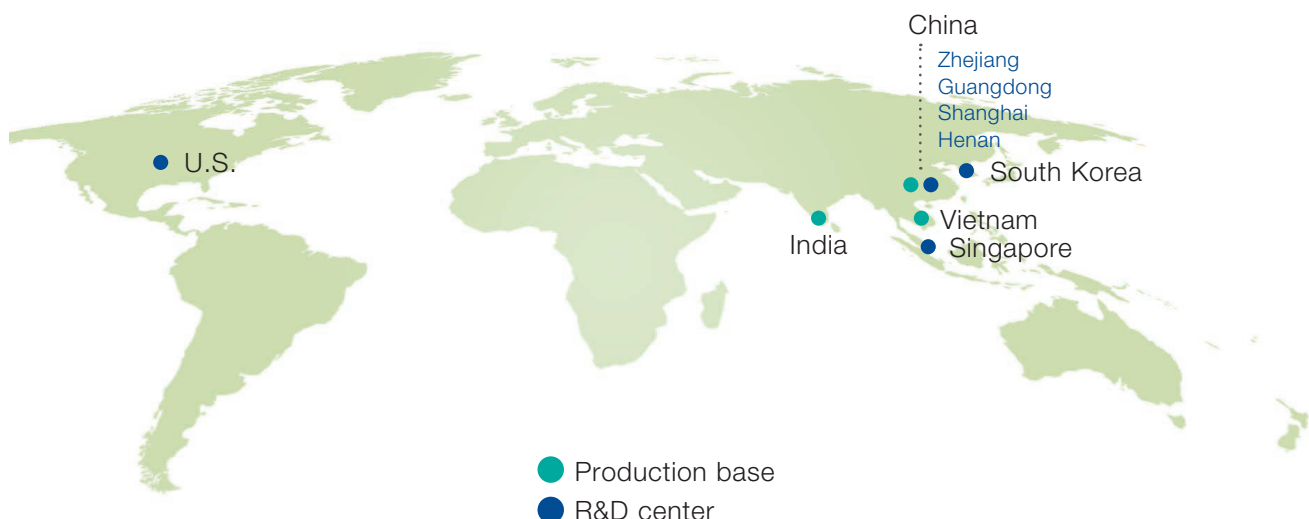 China
Zhejiang
Guangdong
Shanghai
Henan
U.S.
South Korea
Vietnam
India
Singapore
Production base
R&D center